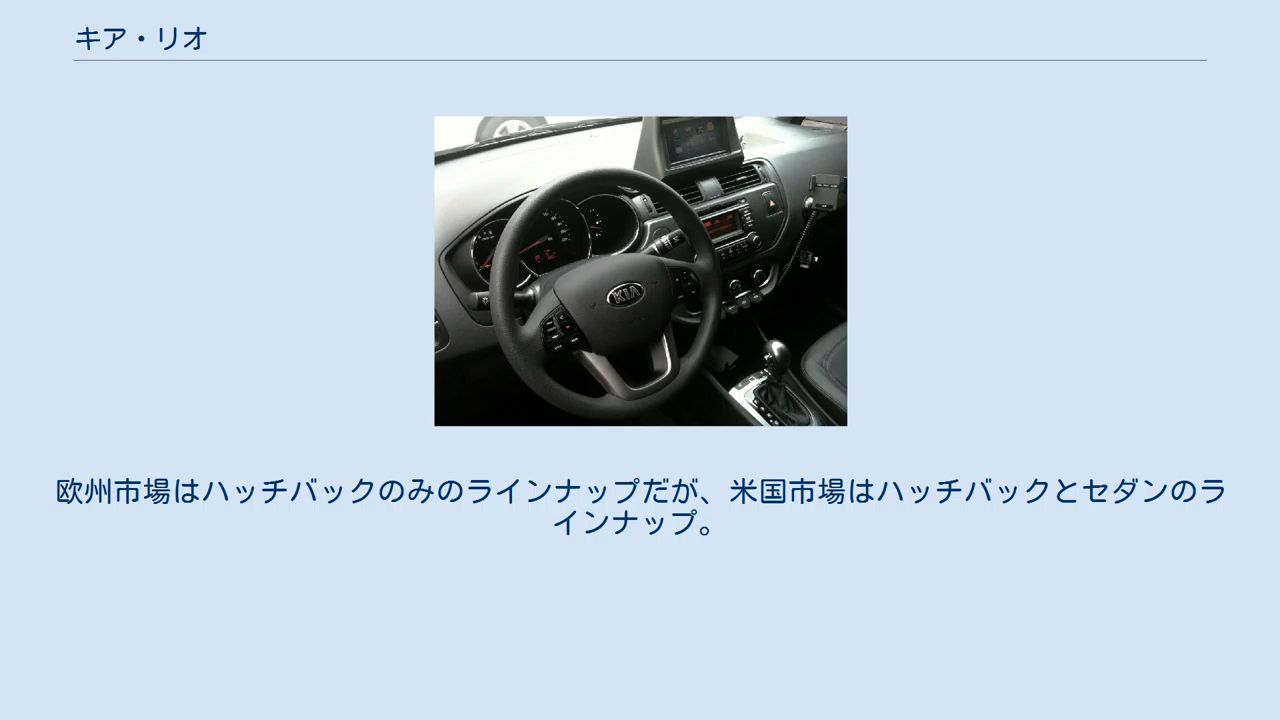 キア・リオ
KIA
欧州市場はハッチバックのみのラインナップだが、米国市場はハッチバックとセダンのラ
インナップ。